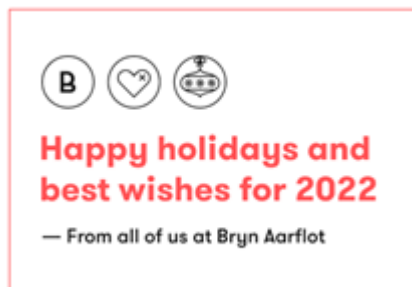 B
Happy holidays and
best wishes for 2022
— From all of us at Bryn Aarflot